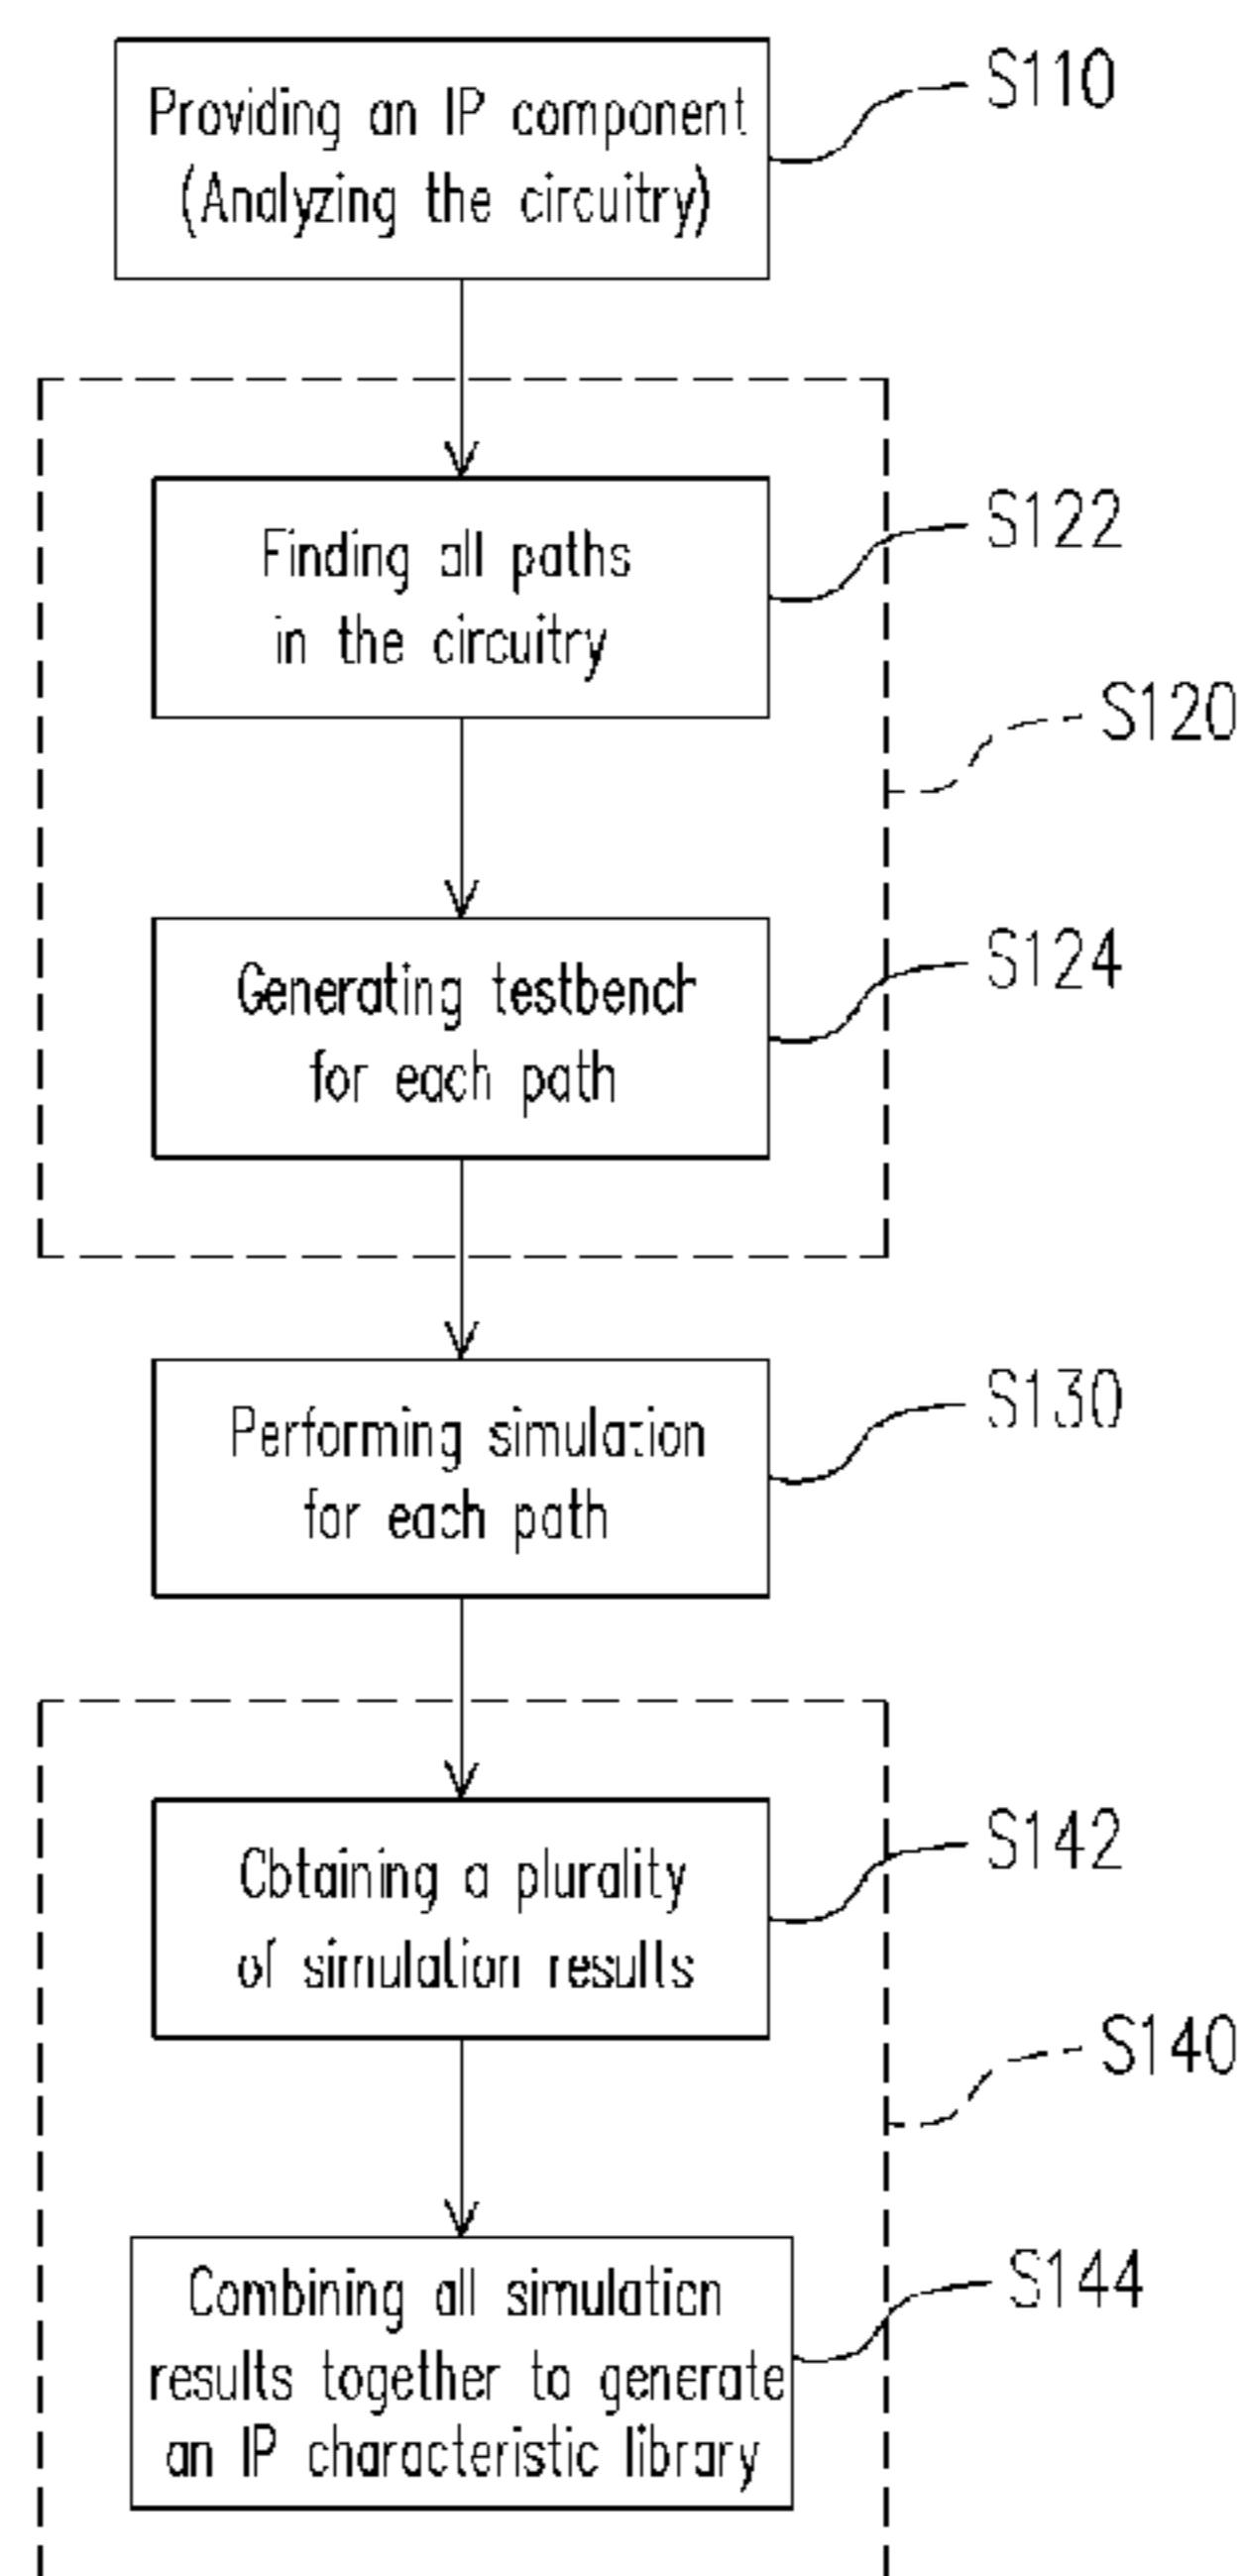 Providing an IP component
(Analyzing the circuitry)
S110
Finding all paths
in the circuitry
S122
S120
Generating testbench
for each path
S124
Performing simulation
for each path
S130
Obtaining a plurality
of simulation results
S142
S140
Combining all simulation
results together to generate
an IP characteristic library
S144